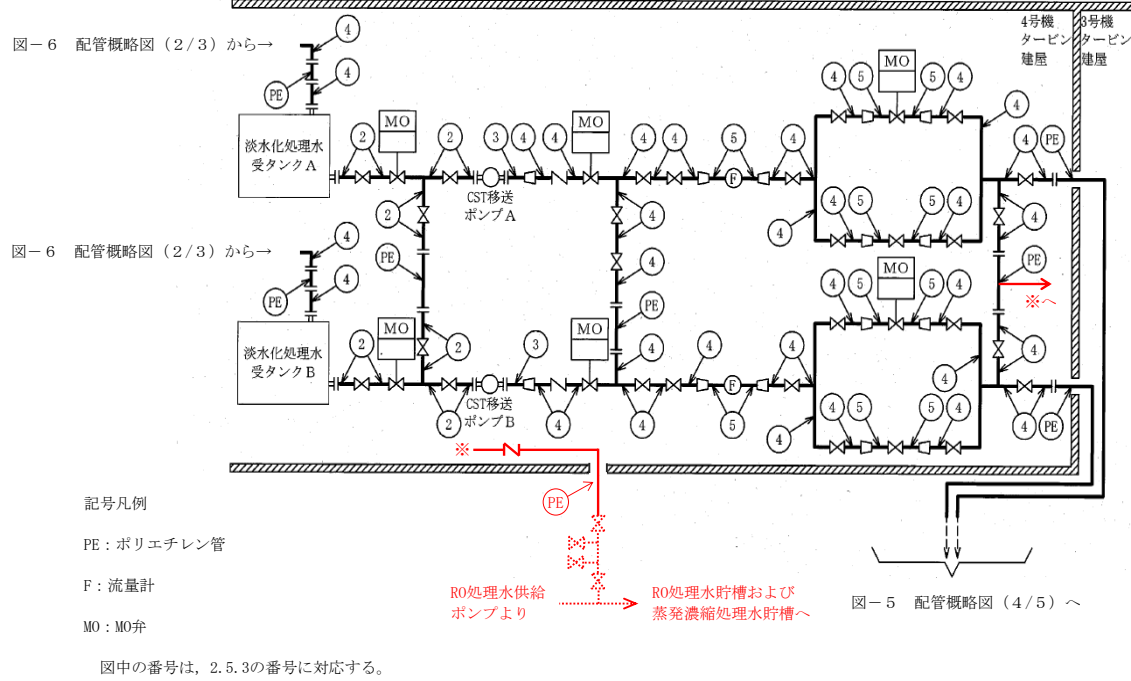 4号機
タービン
建屋
3号機
タービン
建屋
図－6　配管概略図（2/3）から→
4
4
PE
淡水化処理水
受タンクA
2
MO
2
3
4
4
MO
4
4
5
4
F
CST移送
ポンプA
4
5
MO
5
4
4
4
5
5
4
4
4
PE
2
4
4
PE
図－6　配管概略図（2/3）から→
4
4
PE
PE
4
PE
※へ
淡水化処理水
受タンクB
2
MO
2
3
MO
4
4
4
4
5
MO
5
4
4
4
F
CST移送
ポンプB
2
4
5
4
4
5
5
4
4
PE
※
PE
RO処理水供給
ポンプより
RO処理水貯槽および
蒸発濃縮処理水貯槽へ
図－5　配管概略図（4/5）へ
記号凡例
PE：ポリエチレン管
F：流量計
MO：MO弁
図中の番号は，2.5.3の番号に対応する。